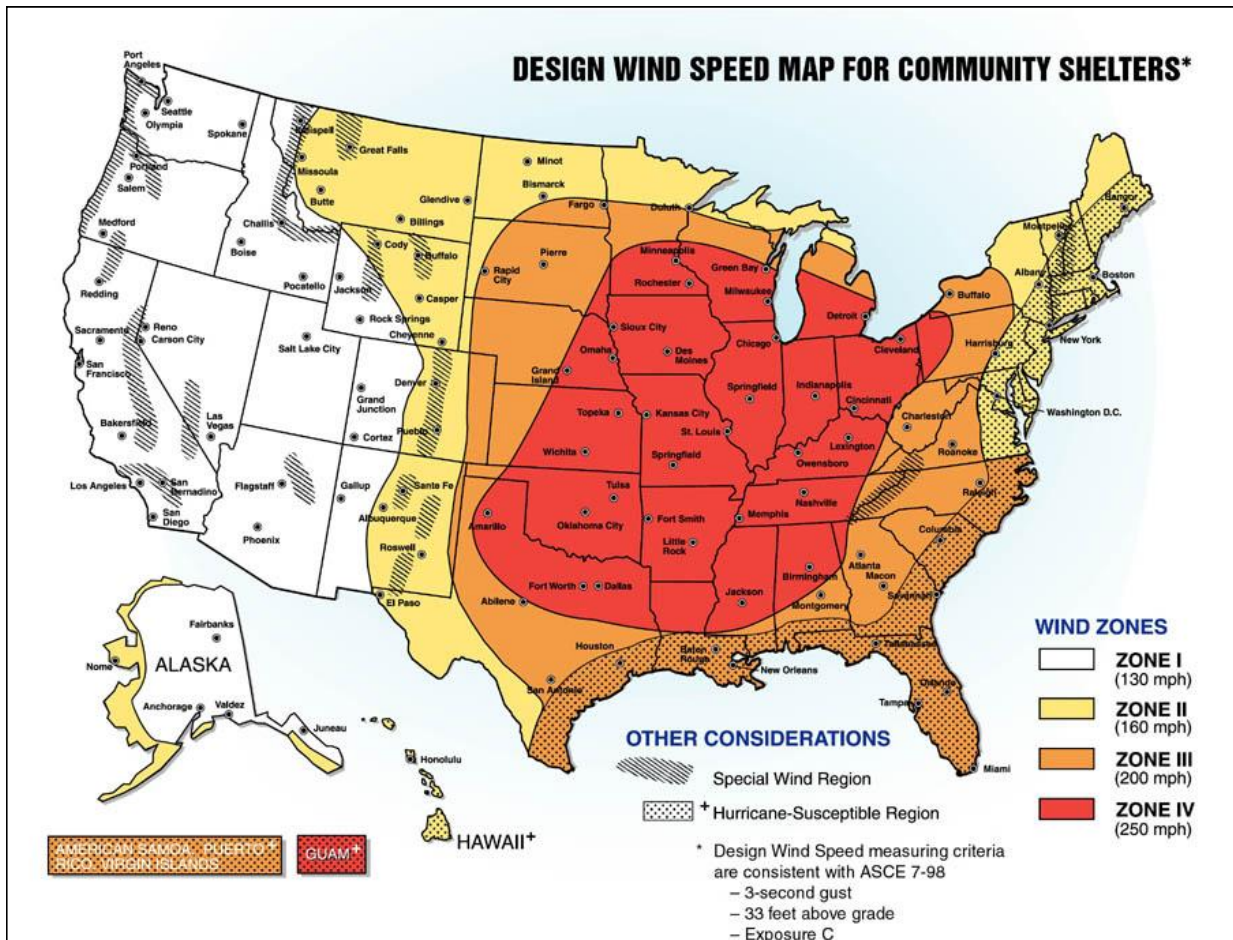 DESIGN WIND SPEED MAP FOR COMMUNITY SHELTERS*
Port
Angeles
Seattle
Olympia
Spokane
Kalispell
Great Falls
Minot
Portland
Missoula
Bismarck
Salem
Butte
Glendive
Fargo
Duluth
Bangor
Medford
Challis
Billings
Montpelier
Boise
Cody
Buffalo
Pierre
Minneapolis
Rapid
City
Green Bay
Albany
Boston
Redding
Pocatello
Jackson
Casper
Rochester
Milwaukee
Buffalo
Rock Springs
Detroit
Sacramento
Reno
Carson City
Salt Lake City
Cheyenne
Sioux City
Chicago
Cleveland
Harrisburg
New York
San
Francisco
Omaha
Des
Moines
Grand
Island
Denver
Springfield
Indianapolis
Grand
Junction
Cincinnati
Washington D.C.
Las
Vegas
Topeka
Kansas City
Charleston
Bakersfield
Pueblo
Cortez
St. Louis
Lexington
Roanoke
Wichita
Springfield
Owensboro
Los Angeles
San
Bernadino
Flagstaff
Gallup
Sante Fe
Tulsa
Nashville
Raleigh
San
Diego
Albuquerque
Amarillo
Oklahoma City
Fort Smith
Memphis
Phoenix
Columbia
Roswell
Little
Rock
Atlanta
Birmingham
Macon
Fort Worth
Dallas
El Paso
Abilene
Jackson
Montgomery
Savannah
Houston
Baton
Rouge
Tallahassee
New Orleans
San Antonio
Orlando
Tampa
Miami
Fairbanks
ALASKA
Nome
Anchorage
Valdez
Juneau
Honolulu
HAWAII+
AMERICAN SAMOA, PUERTO +
RICO, VIRGIN ISLANDS
GUAM+
WIND ZONES
ZONE I
(130 mph)
ZONE II
(160 mph)
ZONE III
(200 mph)
ZONE IV
(250 mph)
OTHER CONSIDERATIONS
Special Wind Region
+ Hurricane-Susceptible Region
* Design Wind Speed measuring criteria
are consistent with ASCE 7-98
– 3-second gust
– 33 feet above grade
– Exposure C